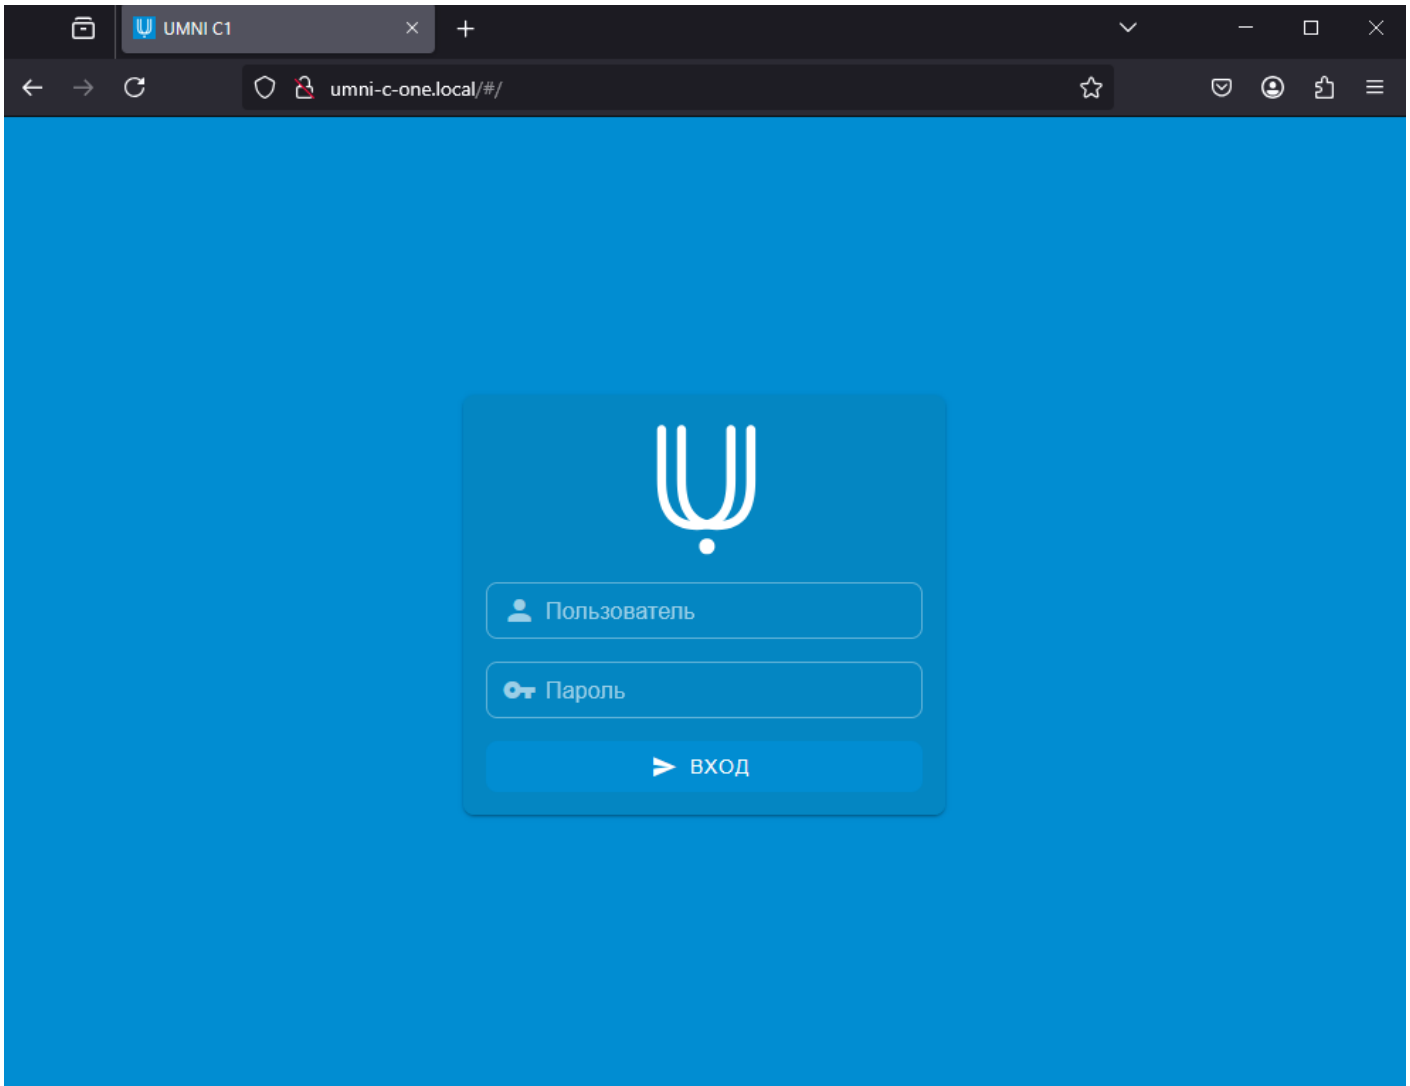 UMNI C1
umni-c-one.local/#/
Пользователь
Пароль
ВХОД